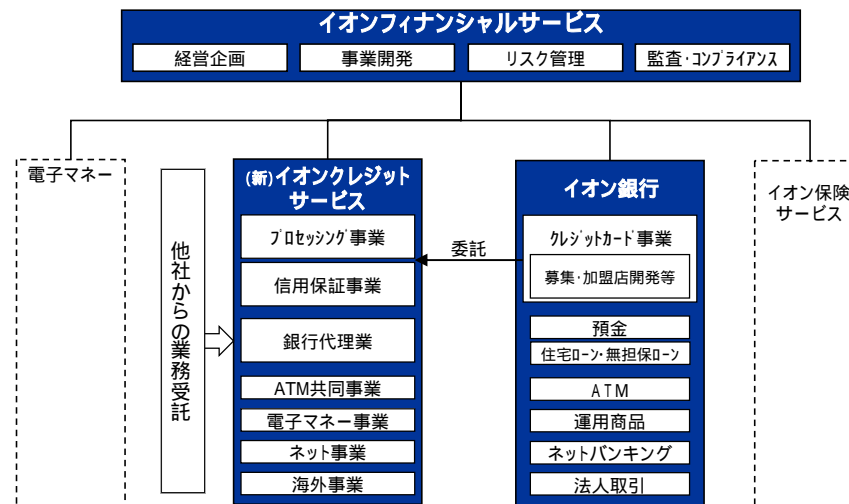 イオンフィナンシャルサービス
経営企画
事業開発
リスク管理
監査・ｺﾝﾌﾟﾗｲｱﾝｽ
電子マネー
他社からの業務受託
(新)イオンクレジット
サービス
ﾌﾟﾛｾｯｼﾝｸﾞ事業
信用保証事業
銀行代理業
ATM共同事業
電子マネー事業
ネット事業
海外事業
委託
イオン銀行
ｸﾚｼﾞｯﾄｶｰﾄﾞ事業
募集・加盟店開発等
預金
住宅ﾛｰﾝ・無担保ﾛｰﾝ
ATM
運用商品
ネットバンキング
法人取引
イオン保険
サービス